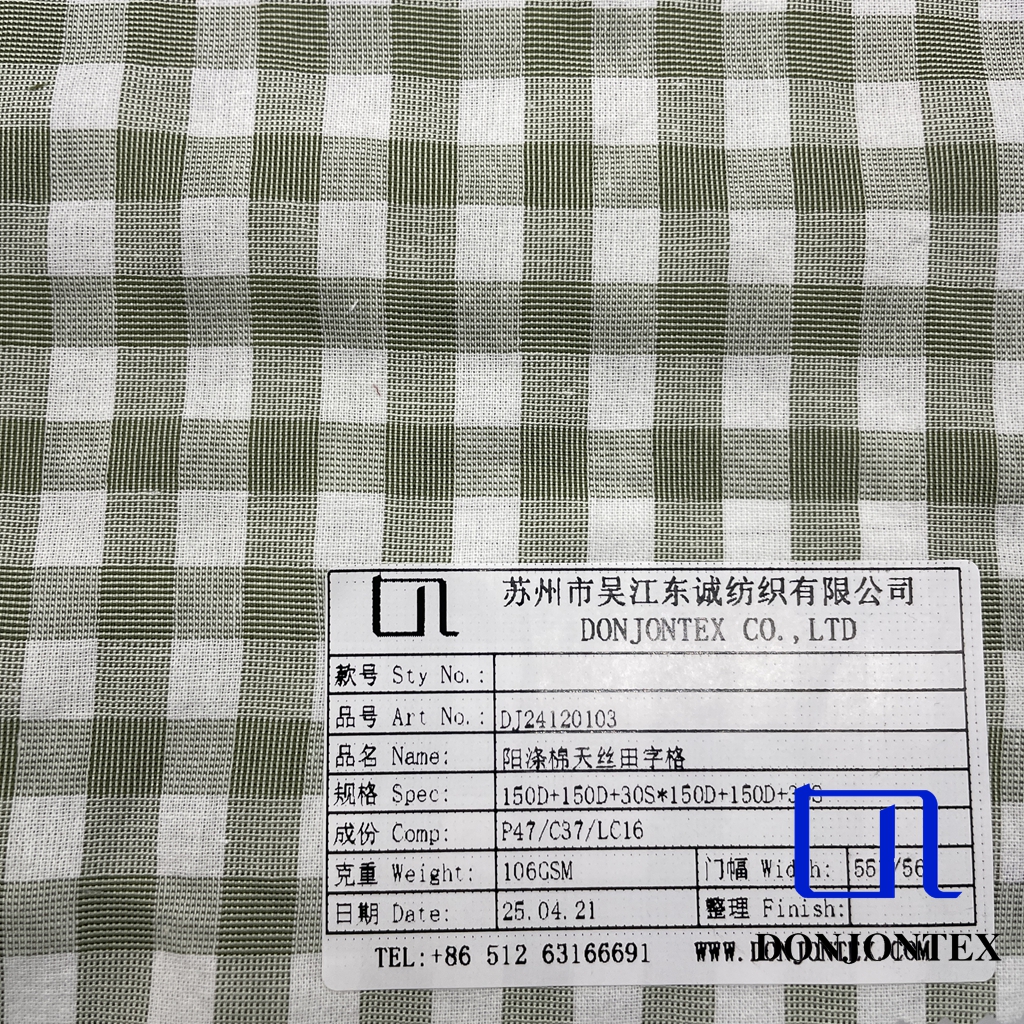 苏州市吴江东诚纺织有限公司
DONJONTEX CO.,LTD
款号 Sty No.:
品号 Art No.: DJ24120103
品名 Name: 阳涤棉天丝田字格
规格 Spec: 150D+150D+30S*150D+150D+
成份 Comp: P47/C37/LC16
克重 Weight: 106GSM 门幅 Width:
日期 Date: 25.04.21 整理 Finish:
TEL:+86 512 63166691
DONJONTEX